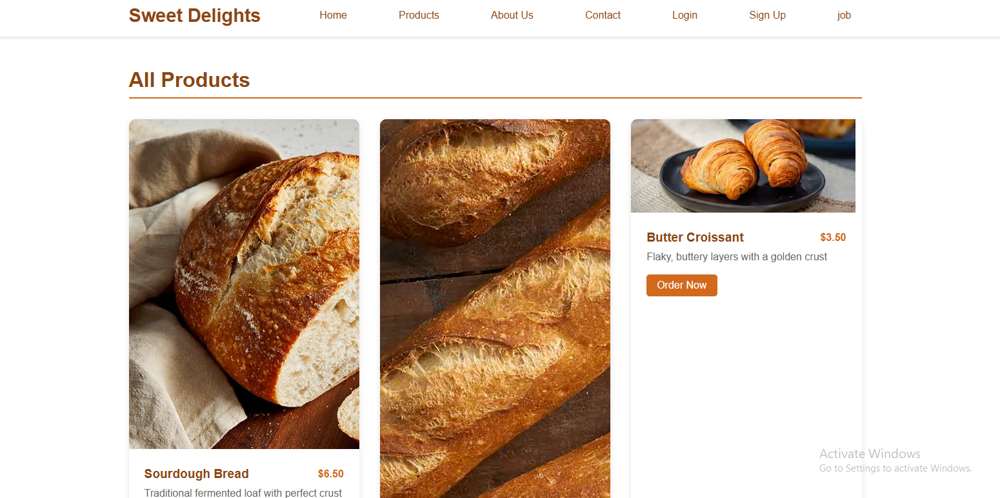 Sweet Delights
Home Products About Us Contact Login Sign Up job
All Products
Butter Croissant $3.50
Flaky, buttery layers with a golden crust
Order Now
Sourdough Bread $6.50
Traditional fermented loaf with perfect crust
Activate Windows
Go to Settings to activate Windows.